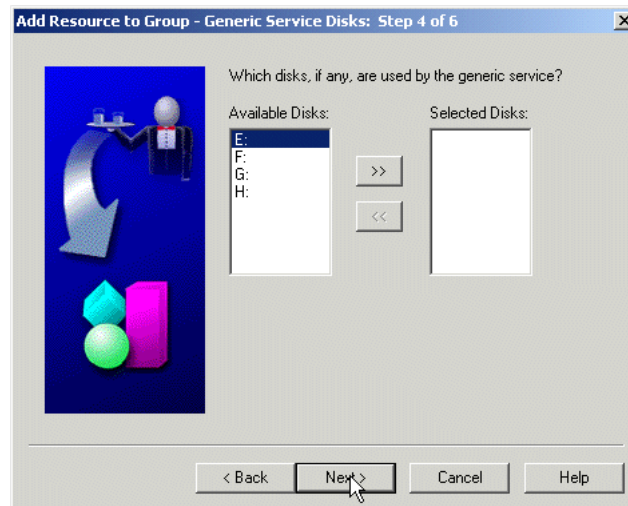 Add Resource to Group - Generic Service Disks: Step 4 of 6
Which disks, if any, are used by the generic service?
Available Disks:
Selected Disks:
E:
F:
G:
H:
>>
<<
< Back
Next >
Cancel
Help